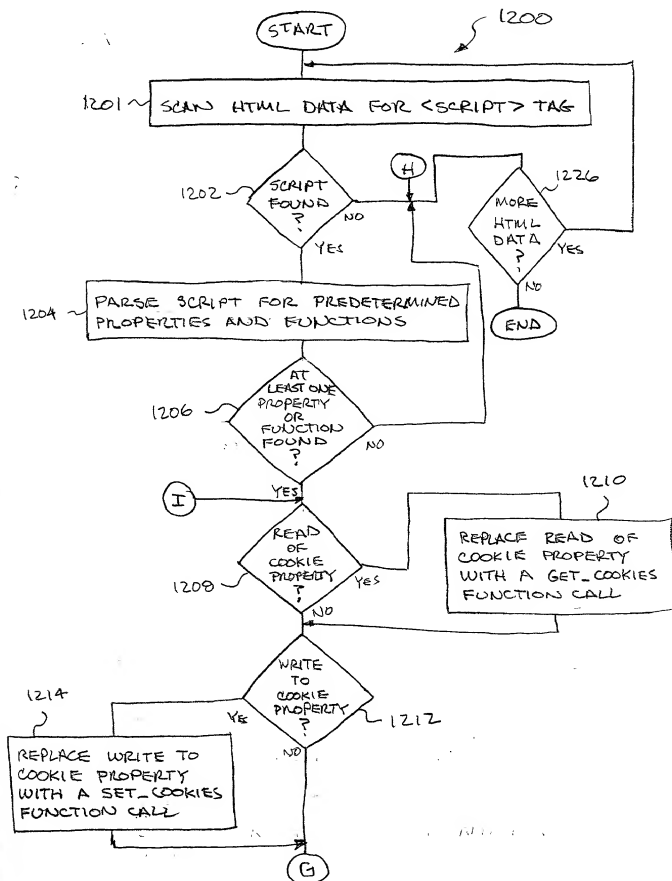 1200
START
1201
SCAN HTML DATA FOR <SCRIPT> TAG
H
1202
SCRIPT
FOUND
?
NO
YES
1226
MORE
HTML
DATA
?
YES
NO
END
1204
PARSE SCRIPT FOR PREDETERMINED
PROPERTIES AND FUNCTIONS
1206
AT
LEAST ONE
PROPERTY
OR
FUNCTION
FOUND
?
NO
YES
I
1208
READ
OF
COOKIE
PROPERTY
?
YES
NO
1210
REPLACE READ OF
COOKIE PROPERTY
WITH A GET_COOKIES
FUNCTION CALL
WRITE
TO
COOKIE
PROPERTY
?
YES
NO
1212
1214
REPLACE WRITE TO
COOKIE PROPERTY
WITH A SET_COOKIES
FUNCTION CALL
G